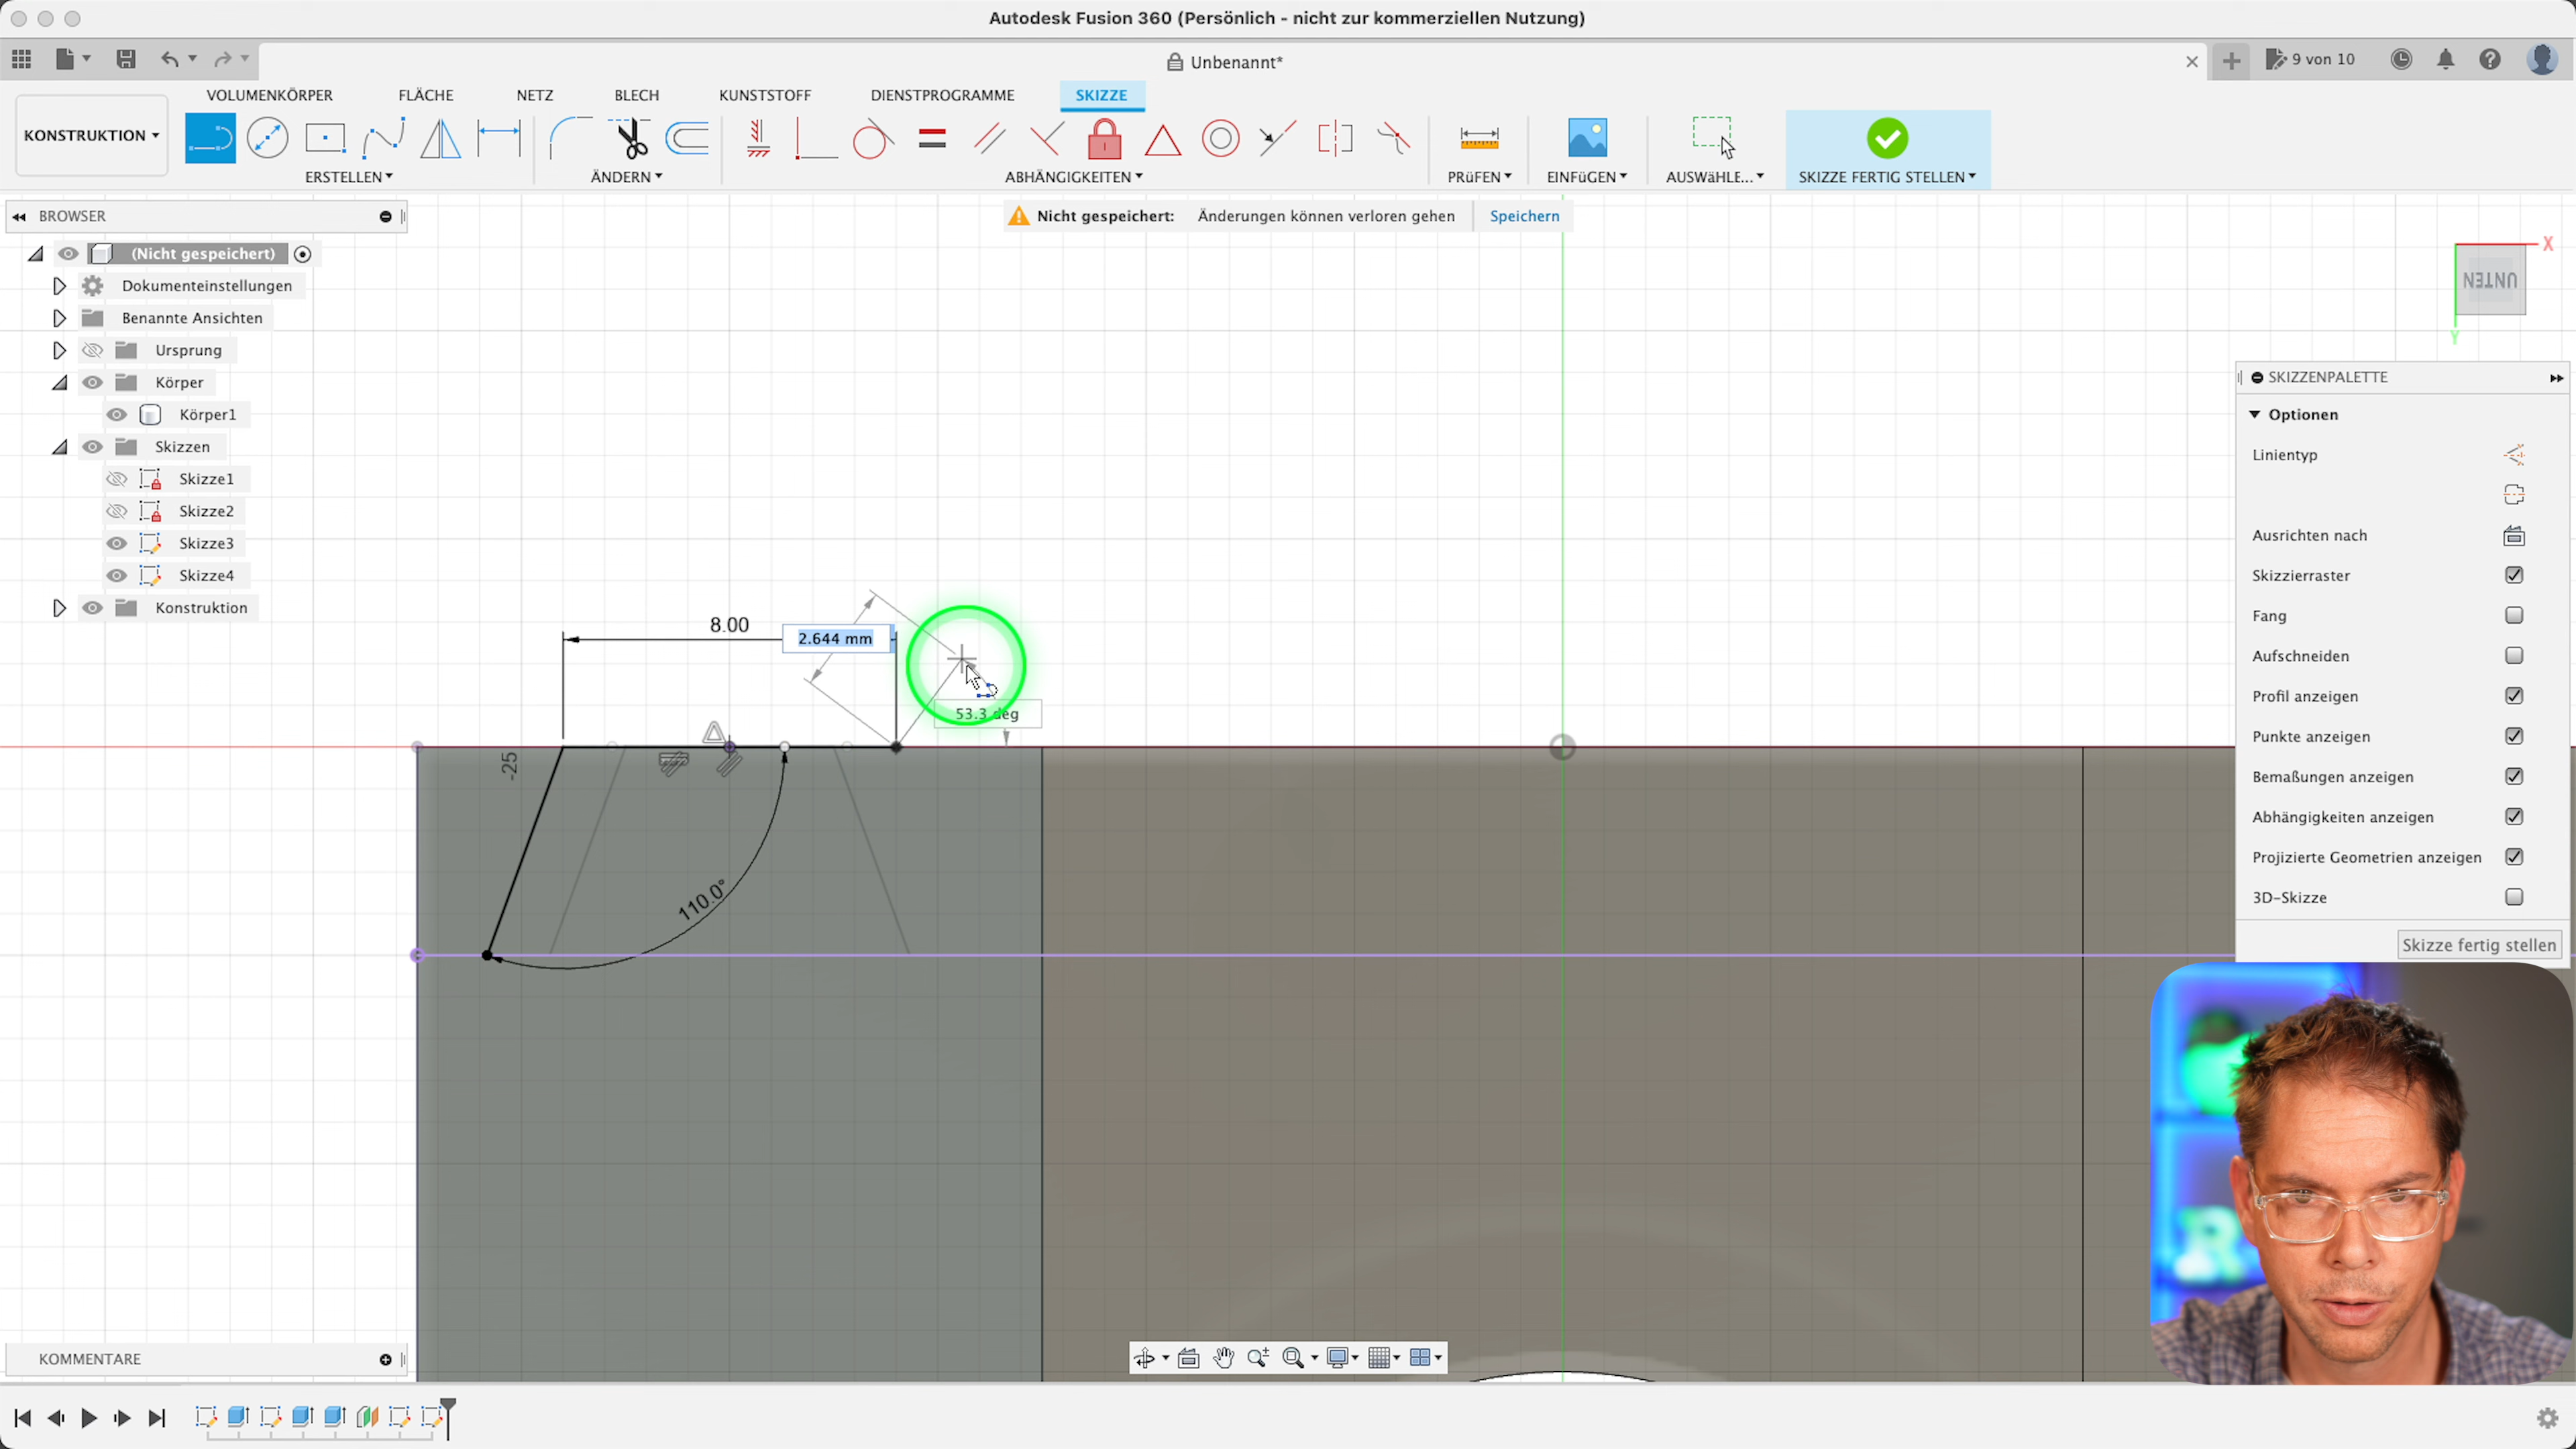 Autodesk Fusion 360 (Persönlich - nicht zur kommerziellen Nutzung)
Unbenannt*
9 von 10
VOLUMENKÖRPER FLÄCHE NETZ BLECH KUNSTSTOFF DIENSTPROGRAMME SKIZZE
KONSTRUKTION
ERSTELLEN ÄNDERN ABHÄNGIGKEITEN PRüFEN EINFüGEN AUSWäHLE... SKIZZE FERTIG STELLEN
BROWSER
Nicht gespeichert: Änderungen können verloren gehen Speichern
(Nicht gespeichert)
Dokumenteinstellungen
Benannte Ansichten
Ursprung
Körper
Körper1
Skizzen
Skizze1
Skizze2
Skizze3
Skizze4
Konstruktion
X
UNTEN
Y
SKIZZENPALETTE
Optionen
Linientyp
Ausrichten nach
Skizzierraster
Fang
Aufschneiden
Profil anzeigen
Punkte anzeigen
Bemaßungen anzeigen
Abhängigkeiten anzeigen
Projizierte Geometrien anzeigen
3D-Skizze
Skizze fertig stellen
8.00
2.644 mm
53.3 deg
-25
110.0°
KOMMENTARE